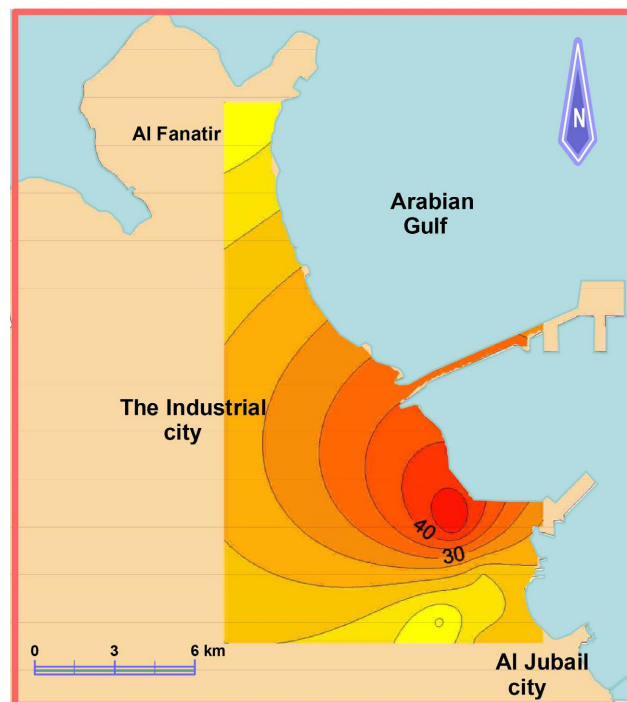 N
Al Fanatir
Arabian
Gulf
The Industrial
city
40
30
0 3 6 km
Al Jubail
city